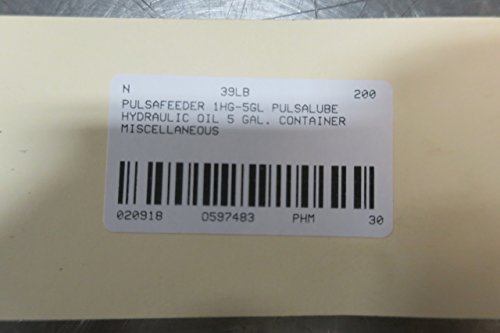 N 39LB 200
PULSAFEEDER 1HG-5GL PULSALUBE
HYDRAULIC OIL 5 GAL. CONTAINER
MISCELLANEOUS
020918 0597483 PHM 30